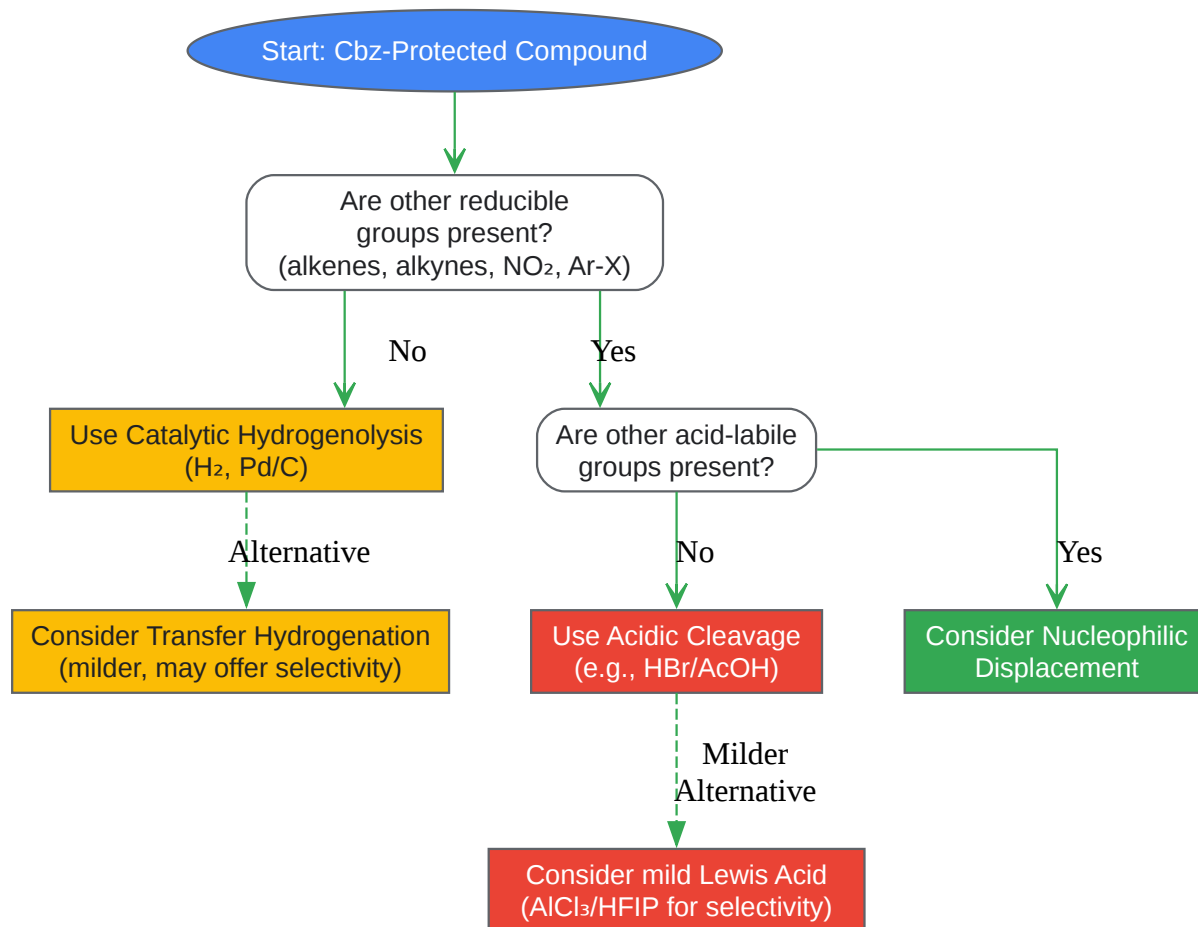 Start: Cbz-Protected Compound
Are other reducible
groups present?
(alkenes, alkynes, NO₂, Ar-X)
No
Yes
Use Catalytic Hydrogenolysis
(H₂, Pd/C)
Are other acid-labile
groups present?
Alternative
No
Yes
Consider Transfer Hydrogenation
(milder, may offer selectivity)
Use Acidic Cleavage
(e.g., HBr/AcOH)
Consider Nucleophilic
Displacement
Milder
Alternative
Consider mild Lewis Acid
(AlCl₃/HFIP for selectivity)